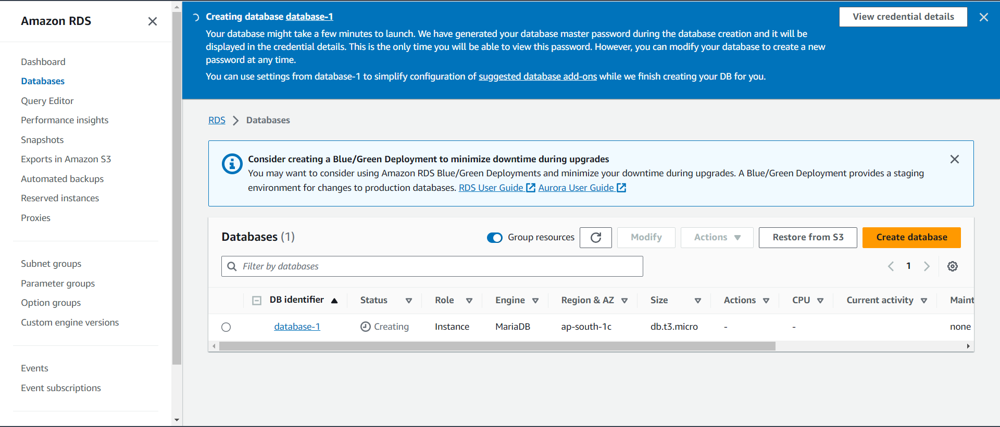 Amazon RDS
Dashboard
Databases
Query Editor
Performance insights
Snapshots
Exports in Amazon S3
Automated backups
Reserved instances
Proxies
Subnet groups
Parameter groups
Option groups
Custom engine versions
Events
Event subscriptions
Creating database database-1
View credential details
Your database might take a few minutes to launch. We have generated your database master password during the database creation and it will be
displayed in the credential details. This is the only time you will be able to view this password. However, you can modify your database to create a new
password at any time.
You can use settings from database-1 to simplify configuration of suggested database add-ons while we finish creating your DB for you.
RDS > Databases
Consider creating a Blue/Green Deployment to minimize downtime during upgrades
You may want to consider using Amazon RDS Blue/Green Deployments and minimize your downtime during upgrades. A Blue/Green Deployment provides a staging
environment for changes to production databases. RDS User Guide Aurora User Guide
Databases (1) Group resources Modify Actions Restore from S3 Create database
Filter by databases 1
DB identifier Status Role Engine Region & AZ Size Actions CPU Current activity Maint
database-1 Creating Instance MariaDB ap-south-1c db.t3.micro - - none